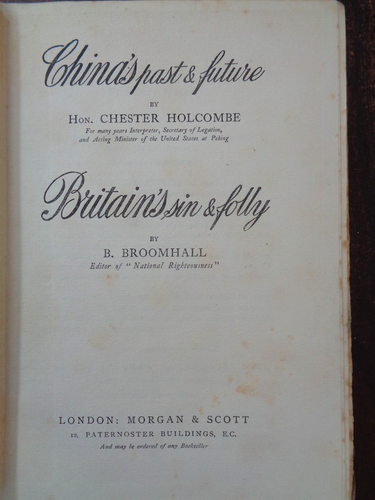 China's past & future
BY
HON. CHESTER HOLCOMBE
For many years Interpreter, Secretary of Legation,
and Acting Minister of the United States at Peking
Britain's sin & folly
BY
B. BROOMHALL
Editor of "National Righteousness"
LONDON: MORGAN & SCOTT
12, PATERNOSTER BUILDINGS, E.C.
And may be ordered of any Bookseller